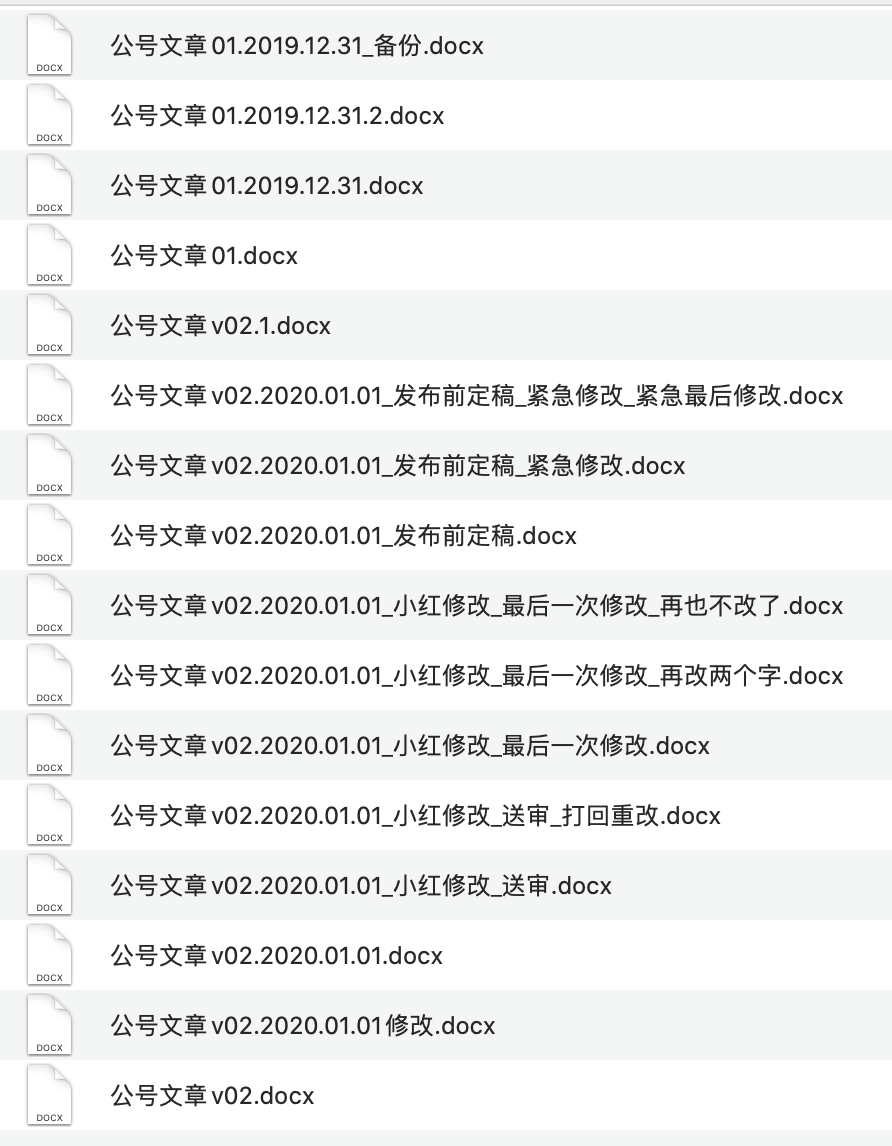 DOCX 公号文章 01.2019.12.31_备份.docx
DOCX 公号文章 01.2019.12.31.2.docx
DOCX 公号文章 01.2019.12.31.docx
DOCX 公号文章 01.docx
DOCX 公号文章 v02.1.docx
DOCX 公号文章 v02.2020.01.01_发布前定稿_紧急修改_紧急最后修改.docx
DOCX 公号文章 v02.2020.01.01_发布前定稿_紧急修改.docx
DOCX 公号文章 v02.2020.01.01_发布前定稿.docx
DOCX 公号文章 v02.2020.01.01_小红修改_最后一次修改_再也不改了.docx
DOCX 公号文章 v02.2020.01.01_小红修改_最后一次修改_再改两个字.docx
DOCX 公号文章 v02.2020.01.01_小红修改_最后一次修改.docx
DOCX 公号文章 v02.2020.01.01_小红修改_送审_打回重改.docx
DOCX 公号文章 v02.2020.01.01_小红修改_送审.docx
DOCX 公号文章 v02.2020.01.01.docx
DOCX 公号文章 v02.2020.01.01修改.docx
DOCX 公号文章 v02.docx